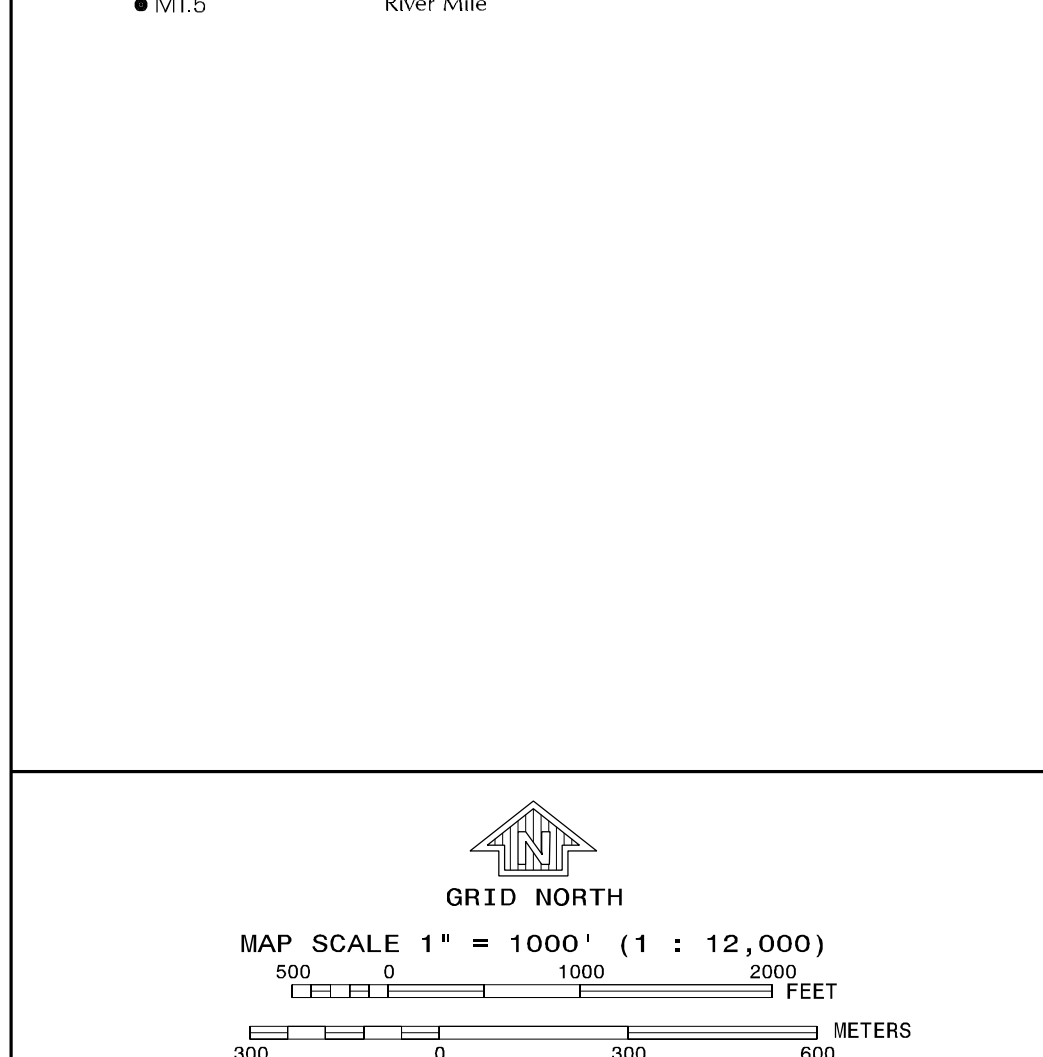 M1.5 River Mile
N
GRID NORTH
MAP SCALE 1" = 1000' (1 : 12,000)
500 0 1000 2000
FEET
METERS
300 0 300 600